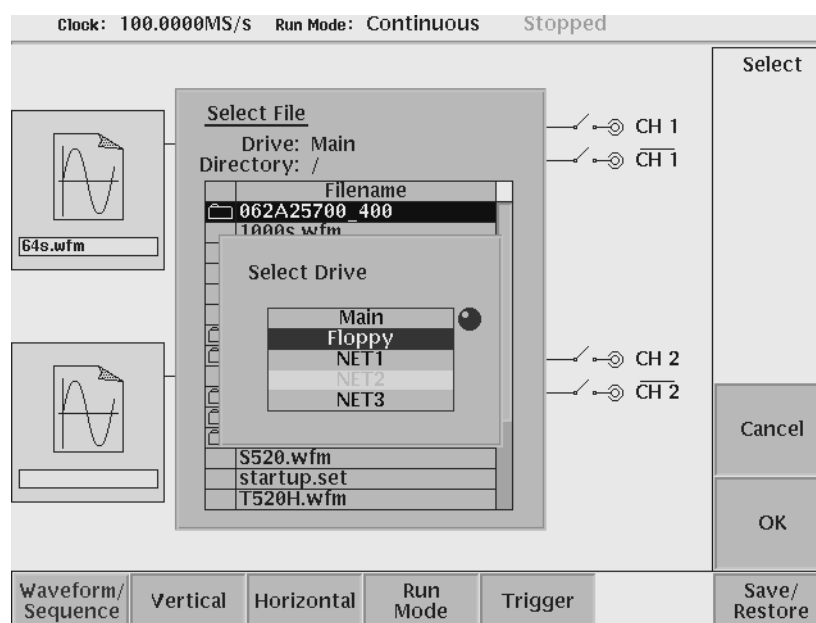 Clock: 100.0000MS/s Run Mode: Continuous Stopped
Select
Select File
Drive: Main
Directory: /
Filename
062A25700_400
1000s.wfm
64s.wfm
Select Drive
Main
Floppy
NET1
NET2
NET3
S520.wfm
startup.set
T520H.wfm
CH 1
CH 1
CH 2
CH 2
Cancel
OK
Waveform/
Sequence
Vertical
Horizontal
Run
Mode
Trigger
Save/
Restore